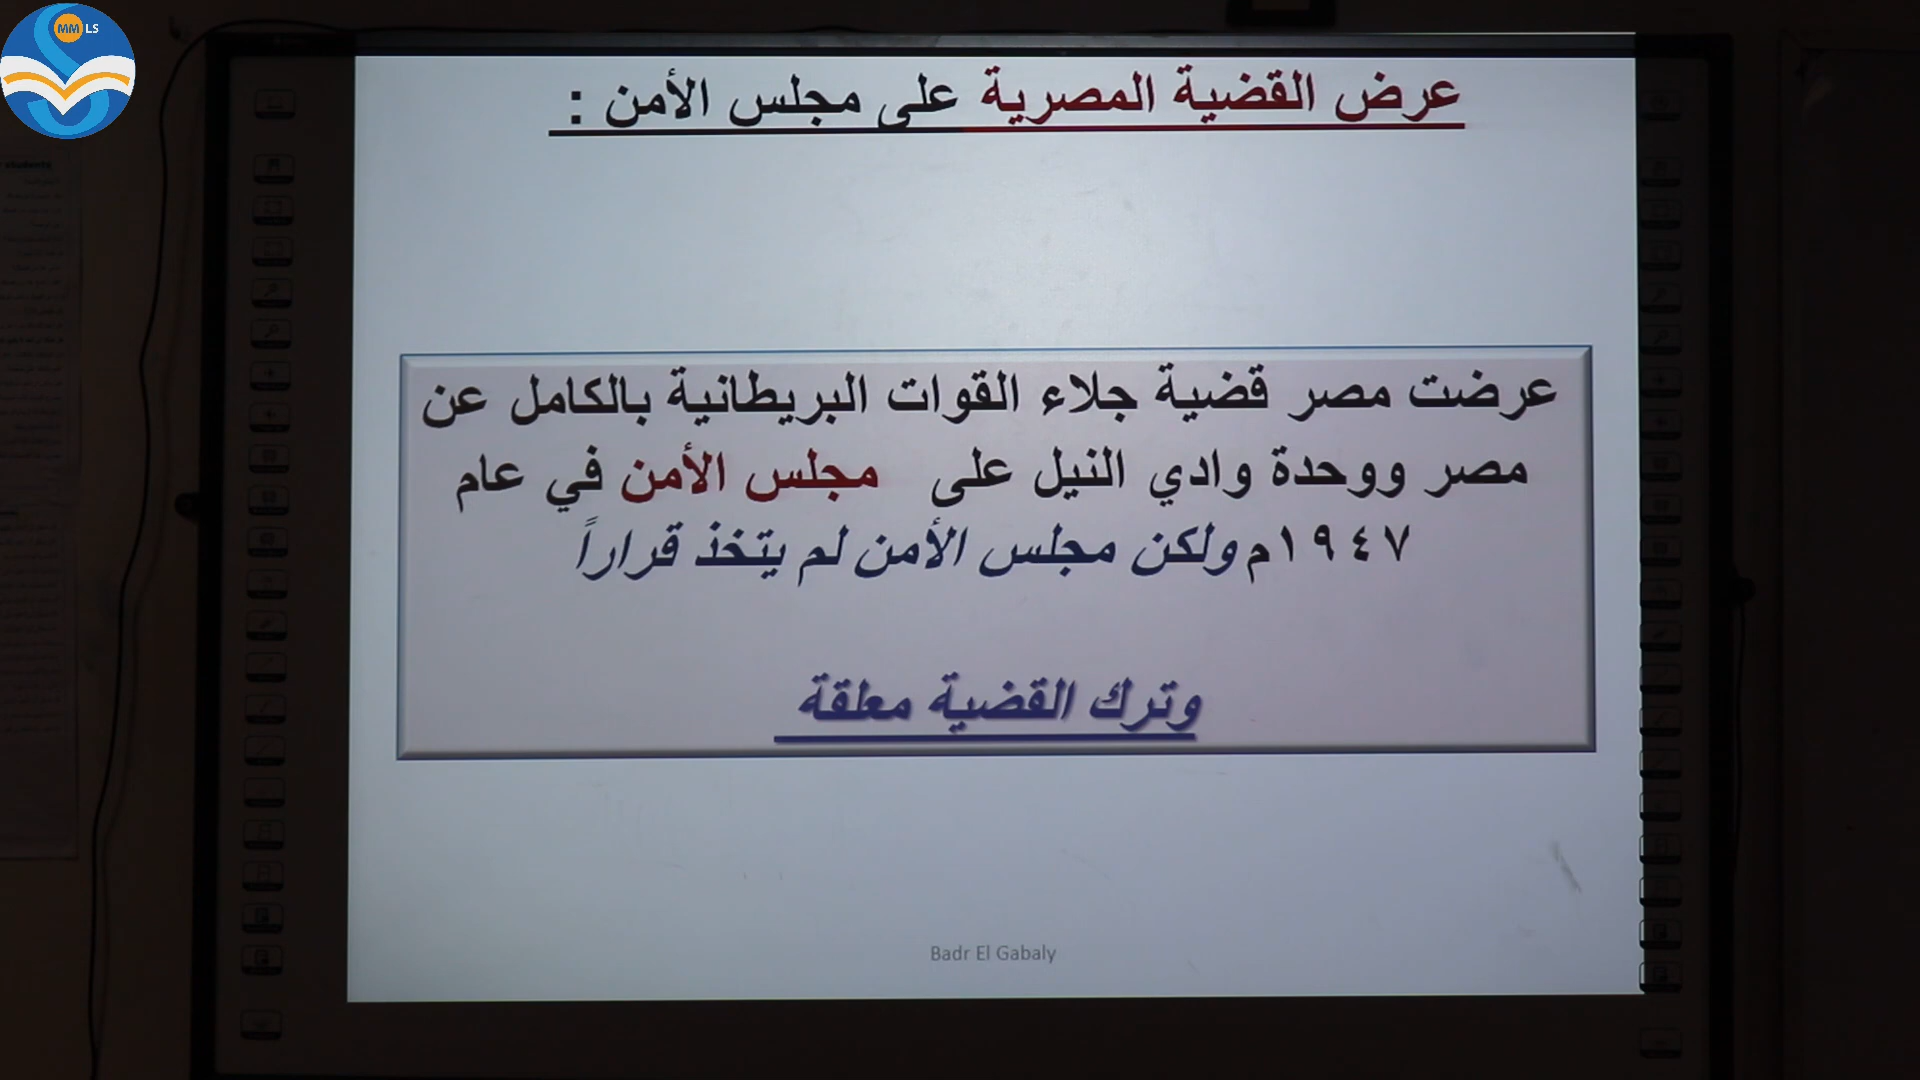 MM LS
عرض القضية المصرية على مجلس الأمن :
عرضت مصر قضية جلاء القوات البريطانية بالكامل عن
مصر ووحدة وادي النيل على مجلس الأمن في عام
١٩٤٧م ولكن مجلس الأمن لم يتخذ قراراً
وترك القضية معلقة
Badr El Gabaly